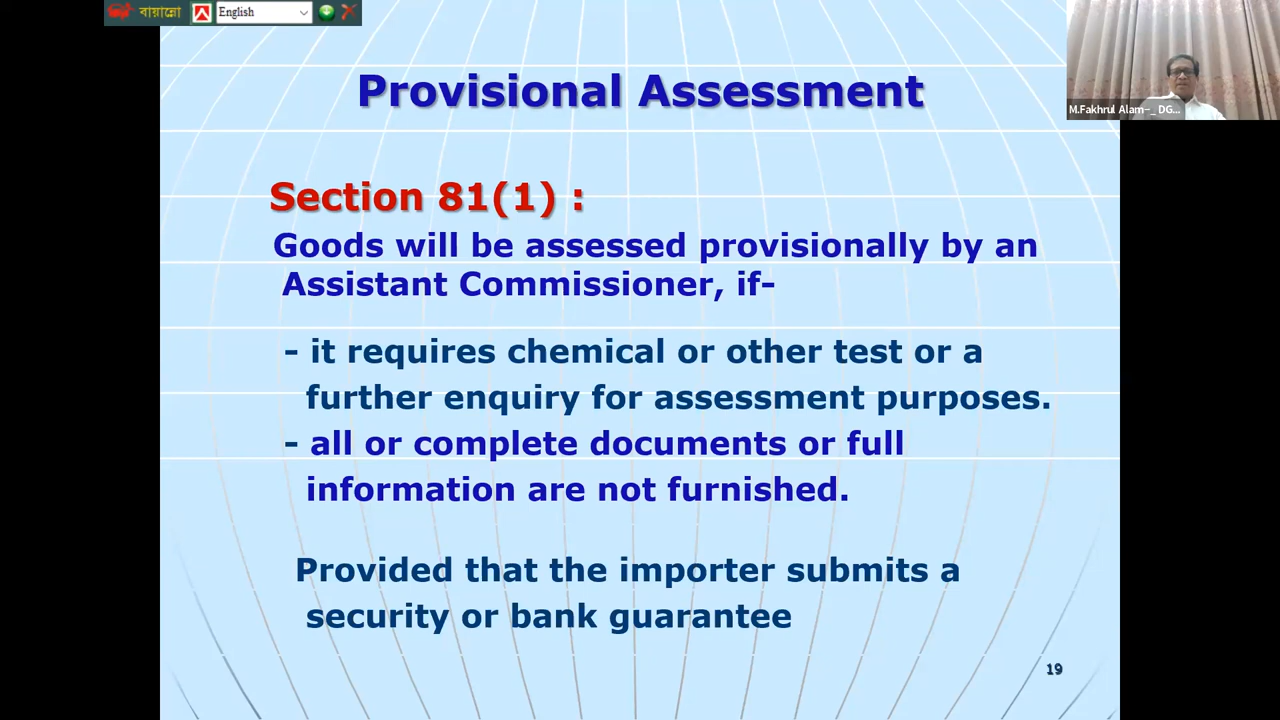 বায়ান্নো English
Provisional Assessment
M.Fakhrul Alam-_ DG...
Section 81(1) :
Goods will be assessed provisionally by an
Assistant Commissioner, if-
- it requires chemical or other test or a
further enquiry for assessment purposes.
- all or complete documents or full
information are not furnished.
Provided that the importer submits a
security or bank guarantee
19